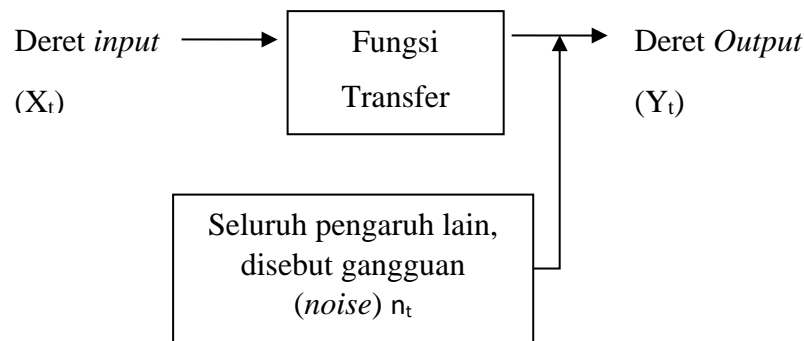 Deret input
(Xₜ)
Fungsi
Transfer
Deret Output
(Yₜ)
Seluruh pengaruh lain,
disebut gangguan
(noise) nₜ